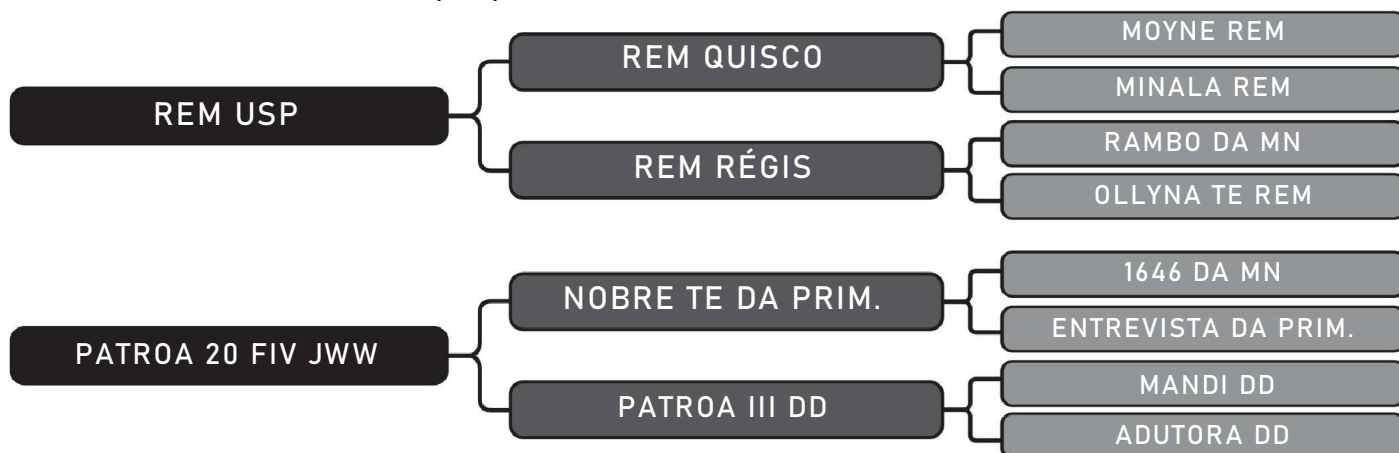 REM USP
REM QUISCO
MOYNE REM
MINALA REM
REM RÉGIS
RAMBO DA MN
OLLYNA TE REM
PATROA 20 FIV JWW
NOBRE TE DA PRIM.
1646 DA MN
ENTREVISTA DA PRIM.
PATROA III DD
MANDI DD
ADUTORA DD